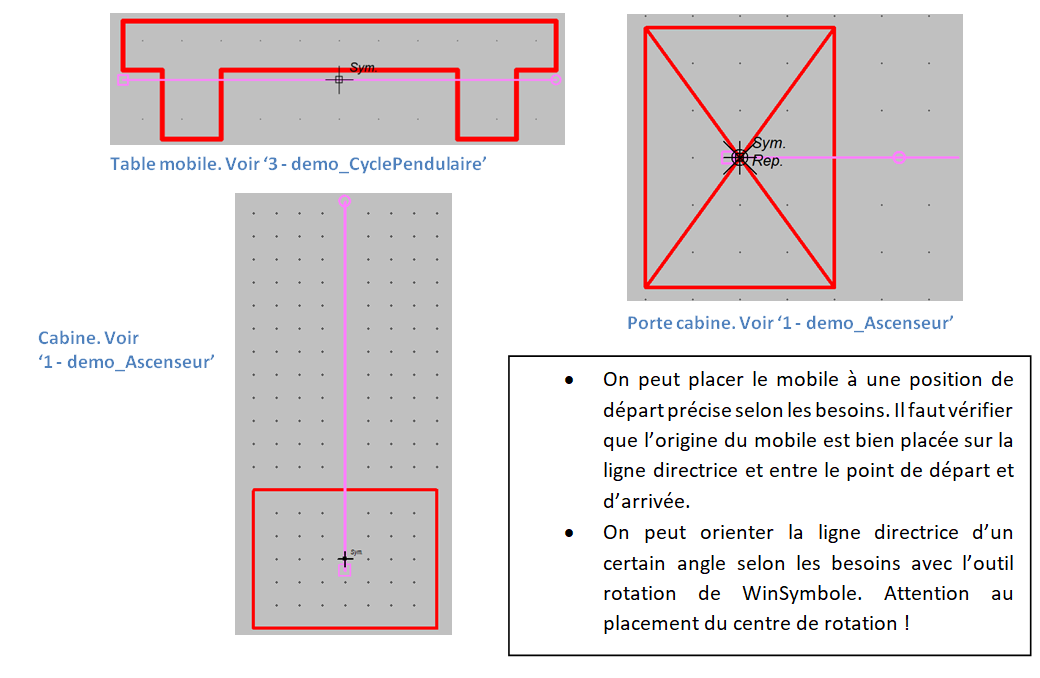 Sym.
Table mobile. Voir ‘3 - demo_CyclePendulaire’
Sym.
Rep.
Porte cabine. Voir ‘1 - demo_Ascenseur’
Cabine. Voir
‘1 - demo_Ascenseur’
Sym.
• On peut placer le mobile à une position de
départ précise selon les besoins. Il faut vérifier
que l’origine du mobile est bien placée sur la
ligne directrice et entre le point de départ et
d’arrivée.
• On peut orienter la ligne directrice d’un
certain angle selon les besoins avec l’outil
rotation de WinSymbole. Attention au
placement du centre de rotation !